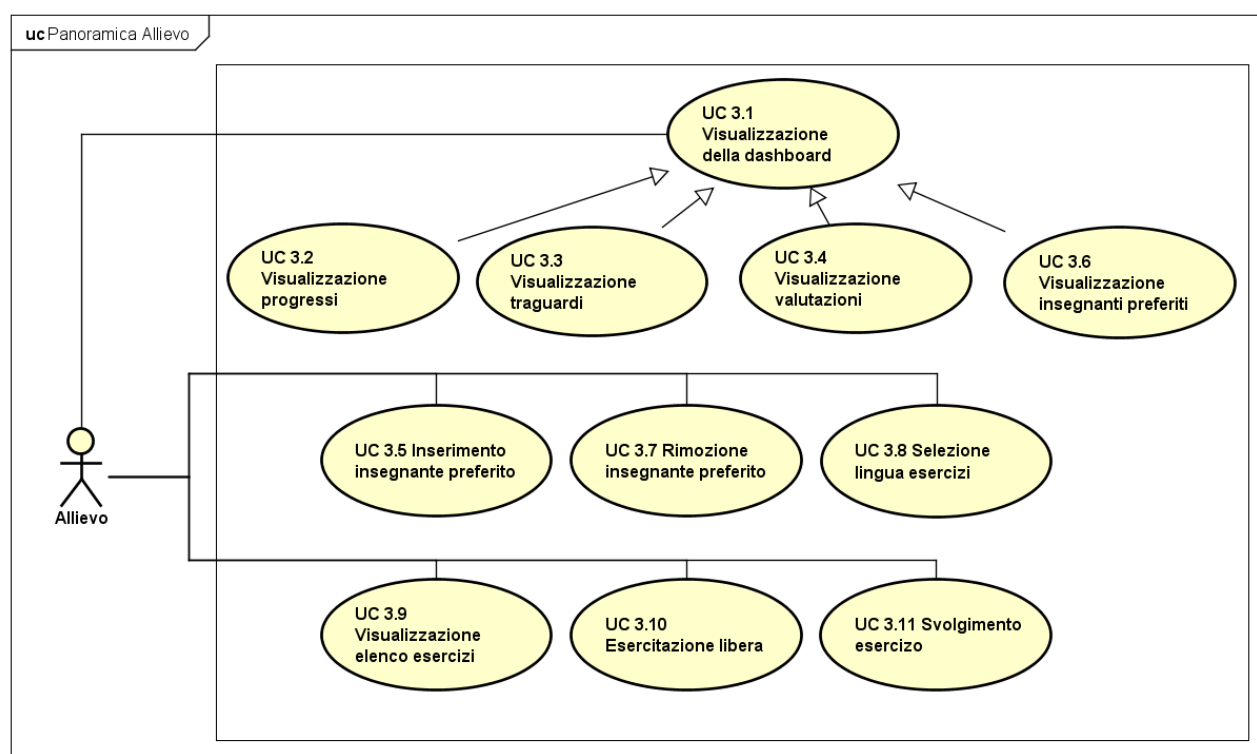 uc Panoramica Allievo
UC 3.1
Visualizzazione
della dashboard
UC 3.2
Visualizzazione
progressi
UC 3.3
Visualizzazione
traguardi
UC 3.4
Visualizzazione
valutazioni
UC 3.6
Visualizzazione
insegnanti preferiti
UC 3.5 Inserimento
insegnante preferito
UC 3.7 Rimozione
insegnante preferito
UC 3.8 Selezione
lingua esercizi
Allievo
UC 3.9
Visualizzazione
elenco esercizi
UC 3.10
Esercitazione libera
UC 3.11 Svolgimento
esercizo